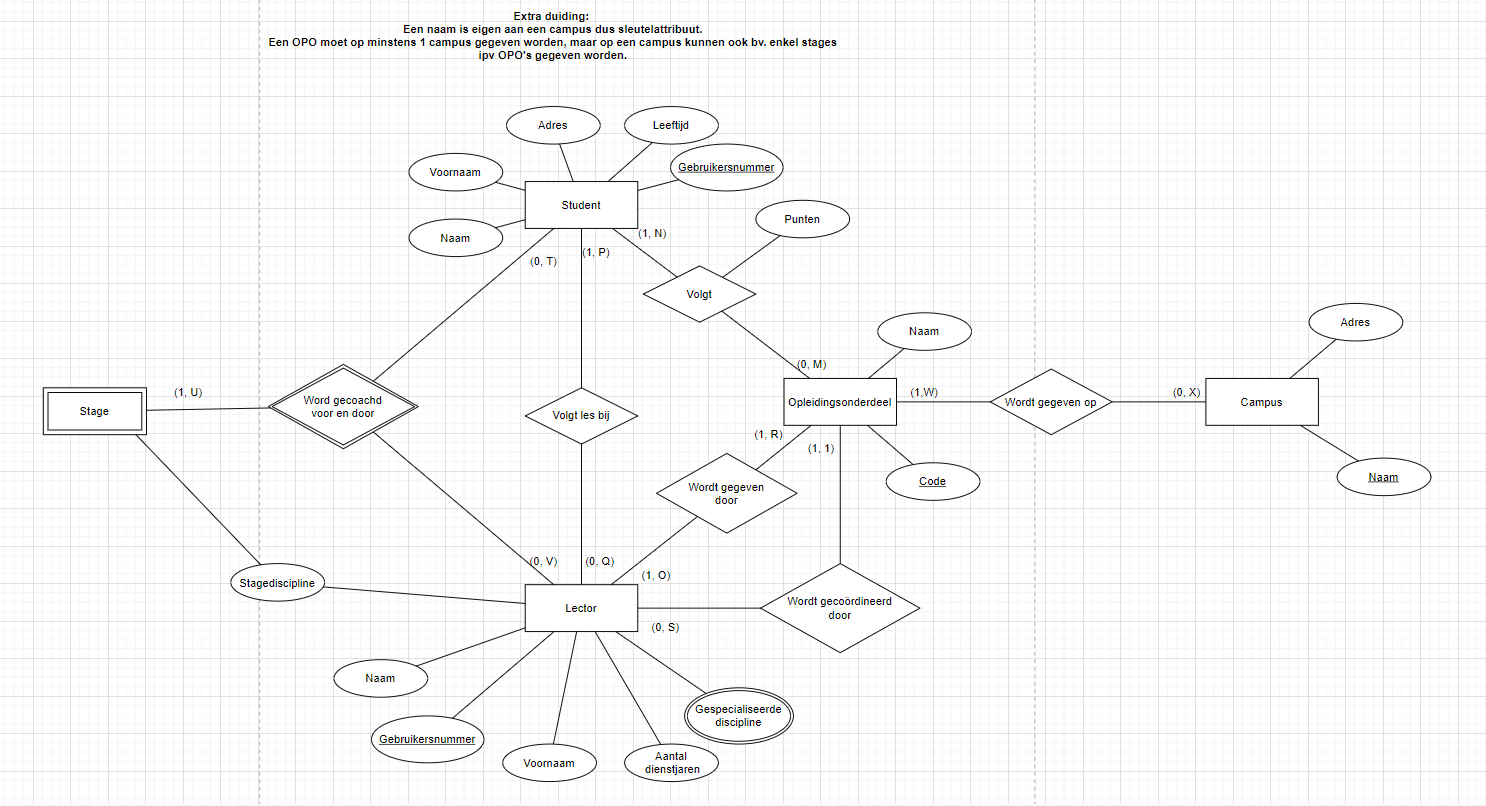 Extra duiding:
Een naam is eigen aan een campus dus sleutelattribuut.
Een OPO moet op minstens 1 campus gegeven worden, maar op een campus kunnen ook bv. enkel stages
ipv OPO's gegeven worden.
Adres
Leeftijd
Voornaam
Gebruikersnummer
Student
Naam
Punten
(1, N)
(1, P)
(0, T)
Volgt
Naam
Adres
(0, M)
(1, U)
(1,W)
(0, X)
Stage
Word gecoachd
voor en door
Volgt les bij
Opleidingsonderdeel
Wordt gegeven op
Campus
(1, R)
(1, 1)
Wordt gegeven
door
Code
Naam
(0, V)
(0, Q)
(1, O)
Stagediscipline
Lector
Wordt gecoördineerd
door
(0, S)
Naam
Gespecialiseerde
discipline
Gebruikersnummer
Voornaam
Aantal
dienstjaren